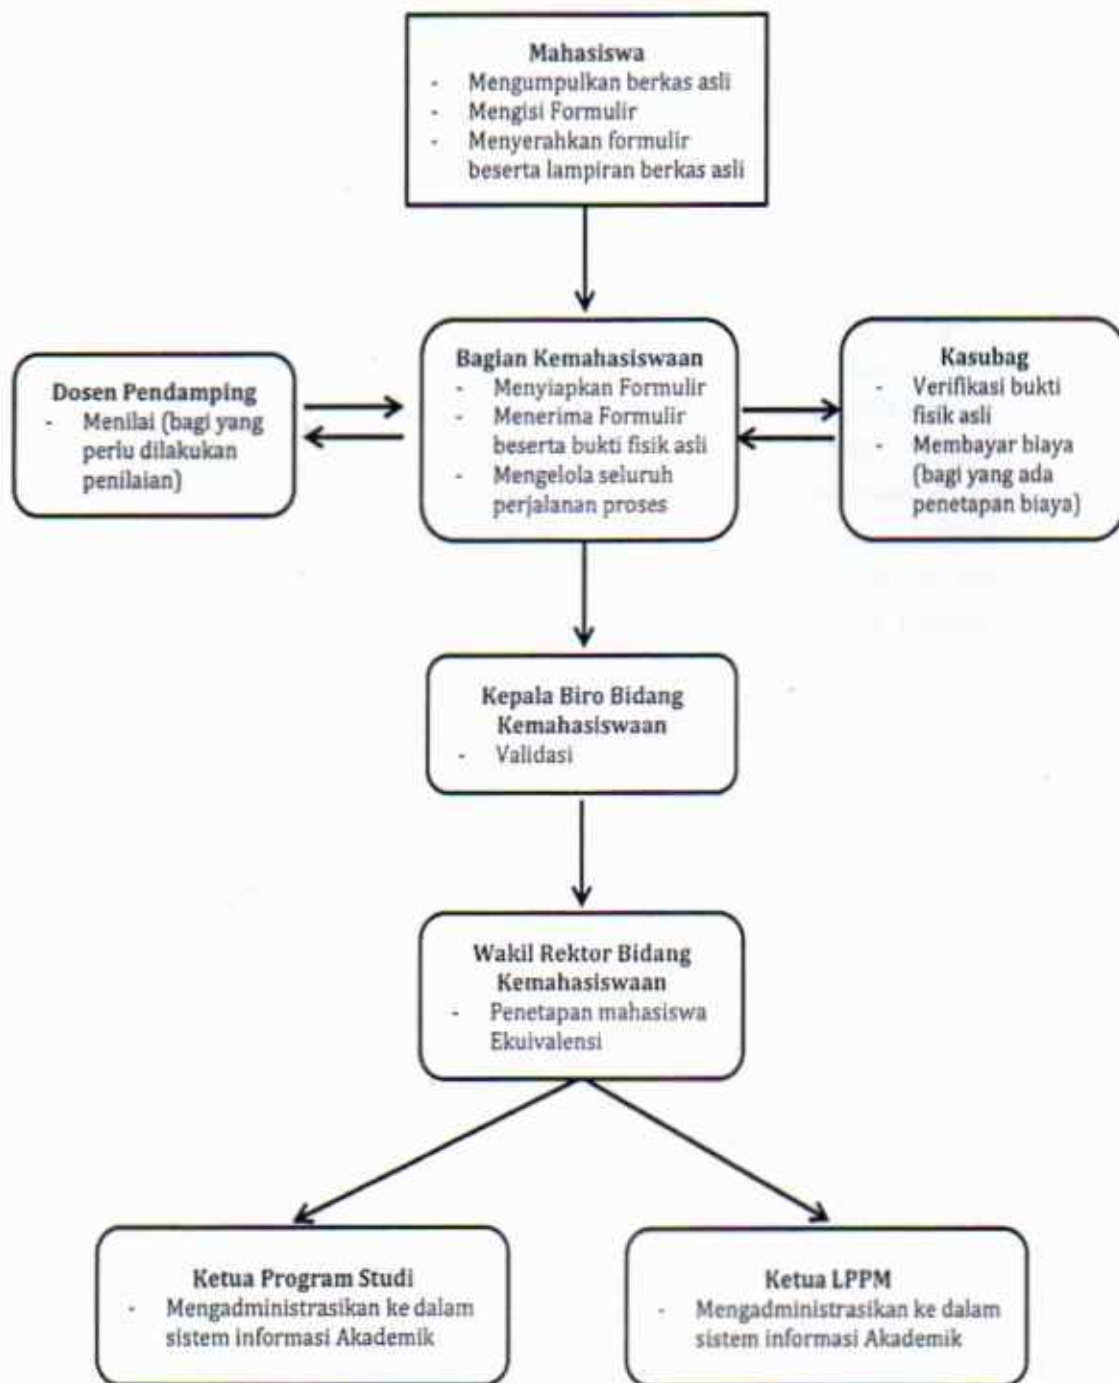 Mahasiswa
- Mengumpulkan berkas asli
- Mengisi Formulir
- Menyerahkan formulir
beserta lampiran berkas asli
Dosen Pendamping
- Menilai (bagi yang
perlu dilakukan
penilaian)
Bagian Kemahasiswaan
- Menyiapkan Formulir
- Menerima Formulir
beserta bukti fisik asli
- Mengelola seluruh
perjalanan proses
Kasubag
- Verifikasi bukti
fisik asli
- Membayar biaya
(bagi yang ada
penetapan biaya)
Kepala Biro Bidang
Kemahasiswaan
- Validasi
Wakil Rektor Bidang
Kemahasiswaan
- Penetapan mahasiswa
Ekuivalensi
Ketua Program Studi
- Mengadministrasikan ke dalam
sistem informasi Akademik
Ketua LPPM
- Mengadministrasikan ke dalam
sistem informasi Akademik